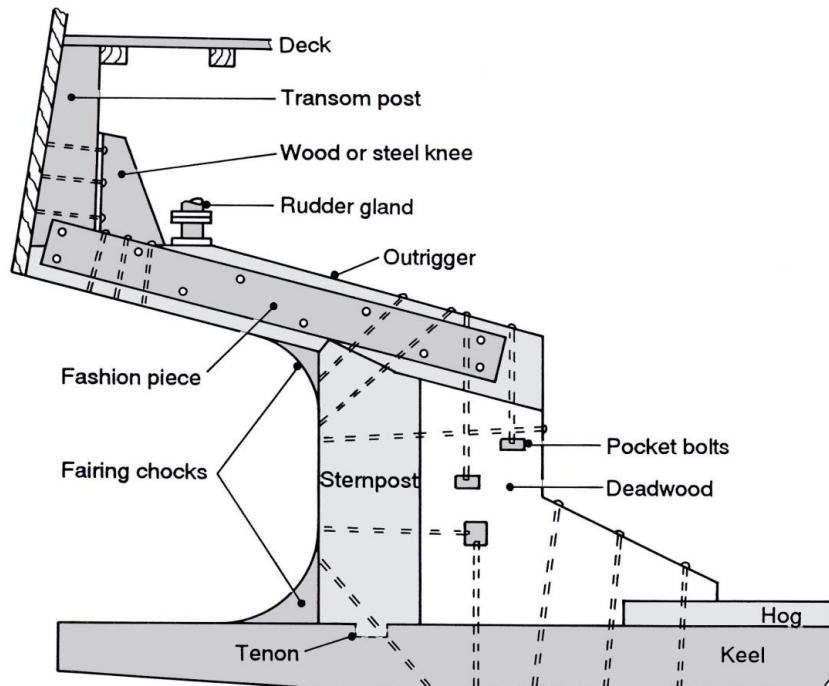 Deck
Transom post
Wood or steel knee
Rudder gland
Outrigger
Fashion piece
Fairing chocks
Sternpost
Pocket bolts
Deadwood
Hog
Tenon
Keel